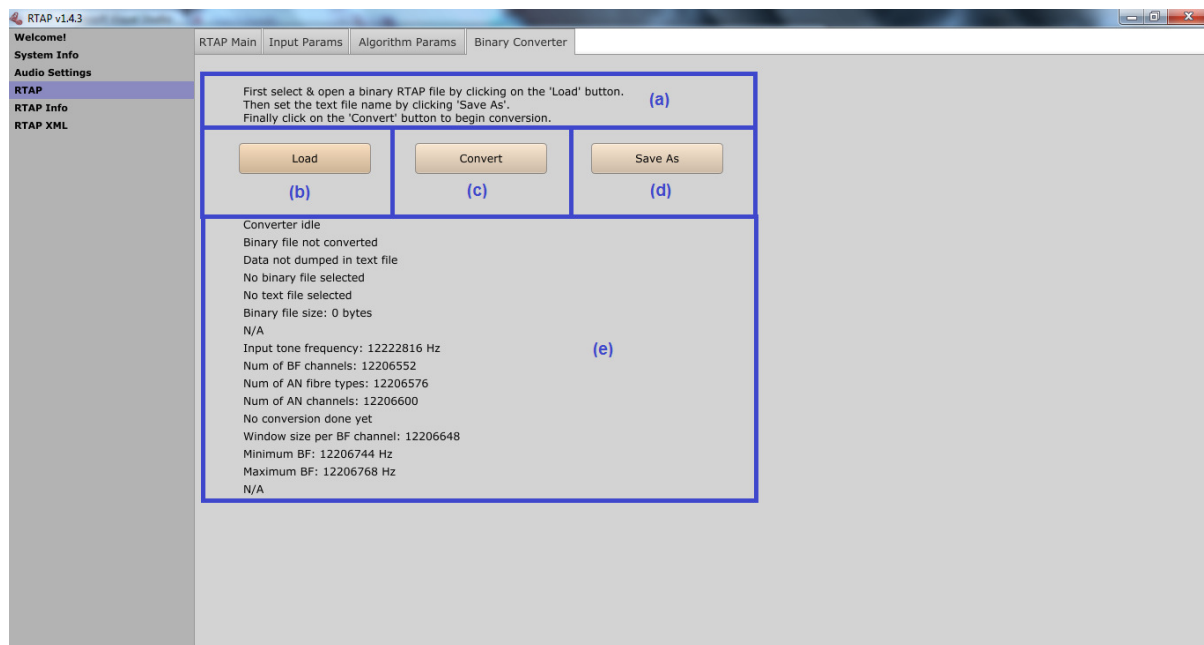 RTAP v1.4.3
Welcome!
System Info
Audio Settings
RTAP
RTAP Info
RTAP XML
RTAP Main Input Params Algorithm Params Binary Converter
First select & open a binary RTAP file by clicking on the 'Load' button.
Then set the text file name by clicking 'Save As'.
Finally click on the 'Convert' button to begin conversion.
(a)
Load Convert Save As
(b) (c) (d)
Converter idle
Binary file not converted
Data not dumped in text file
No binary file selected
No text file selected
Binary file size: 0 bytes
N/A
Input tone frequency: 12222816 Hz
(e)
Num of BF channels: 12206552
Num of AN fibre types: 12206576
Num of AN channels: 12206600
No conversion done yet
Window size per BF channel: 12206648
Minimum BF: 12206744 Hz
Maximum BF: 12206768 Hz
N/A